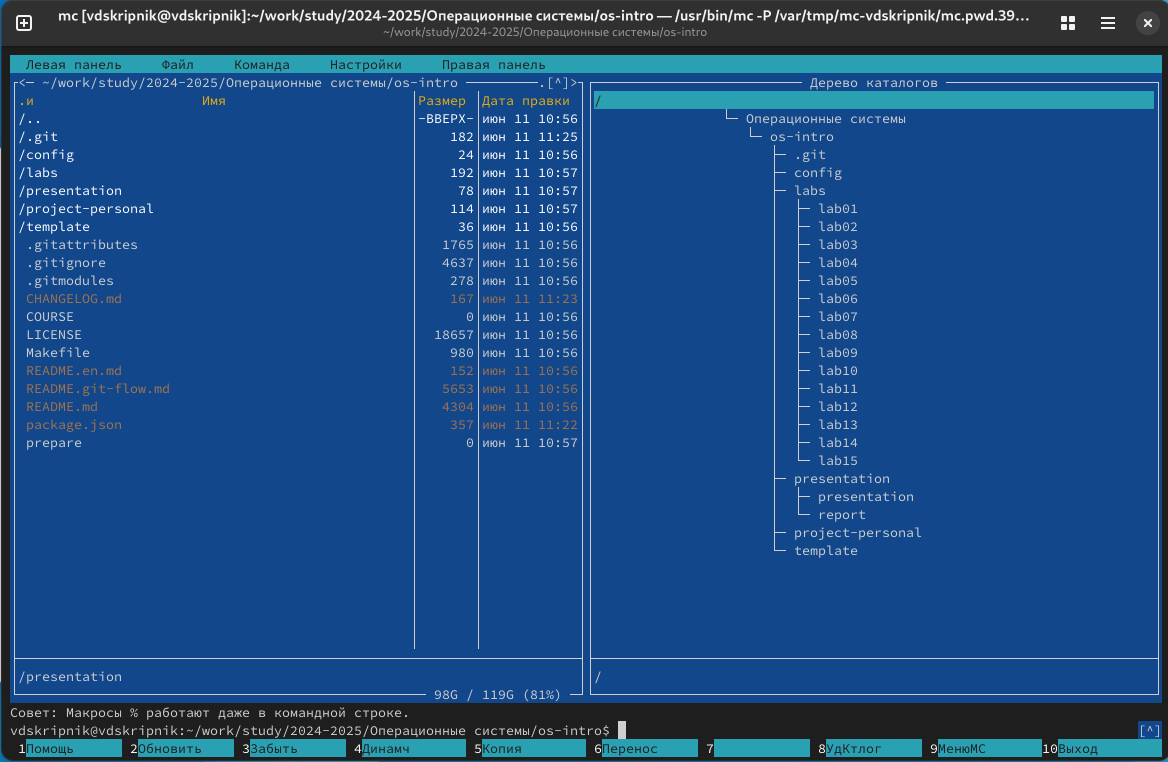 mc [vdskripnik@vdskripnik]:~/work/study/2024-2025/Операционные системы/os-intro — /usr/bin/mc -P /var/tmp/mc-vdskripnik/mc.pwd.39…
~/work/study/2024-2025/Операционные системы/os-intro
Левая панель Файл Команда Настройки Правая панель
<— ~/work/study/2024-2025/Операционные системы/os-intro .[^]>
.и Имя Размер Дата правки
/.. -ВВЕРХ- июн 11 10:56
/.git 182 июн 11 11:25
/config 24 июн 11 10:56
/labs 192 июн 11 10:57
/presentation 78 июн 11 10:57
/project-personal 114 июн 11 10:57
/template 36 июн 11 10:56
.gitattributes 1765 июн 11 10:56
.gitignore 4637 июн 11 10:56
.gitmodules 278 июн 11 10:56
CHANGELOG.md 167 июн 11 11:23
COURSE 0 июн 11 10:56
LICENSE 18657 июн 11 10:56
Makefile 980 июн 11 10:56
README.en.md 152 июн 11 10:56
README.git-flow.md 5653 июн 11 10:56
README.md 4304 июн 11 10:56
package.json 357 июн 11 11:22
prepare 0 июн 11 10:57
/presentation
98G / 119G (81%)
Дерево каталогов
/
Операционные системы
os-intro
.git
config
labs
lab01
lab02
lab03
lab04
lab05
lab06
lab07
lab08
lab09
lab10
lab11
lab12
lab13
lab14
lab15
presentation
presentation
report
project-personal
template
/
Совет: Макросы % работают даже в командной строке.
vdskripnik@vdskripnik:~/work/study/2024-2025/Операционные системы/os-intro$ [^]
1Помощь 2Обновить 3Забыть 4Динамч 5Копия 6Перенос 7 8УдКтлог 9МенюMC 10Выход